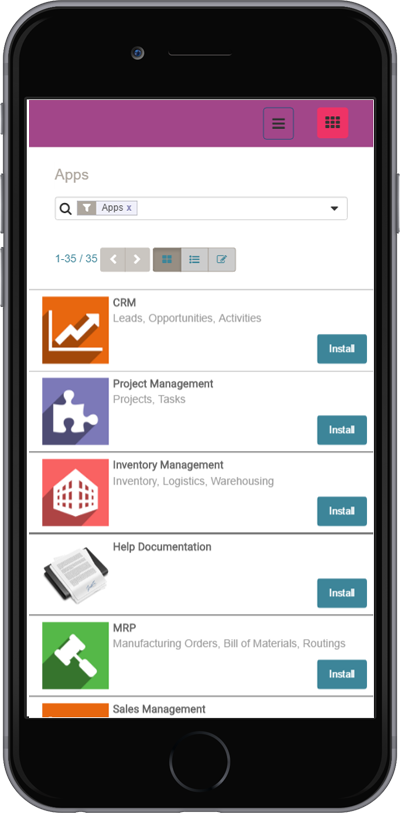 Apps
Apps x
1-35 / 35
CRM
Leads, Opportunities, Activities
Install
Project Management
Projects, Tasks
Install
Inventory Management
Inventory, Logistics, Warehousing
Install
Help Documentation
Install
MRP
Manufacturing Orders, Bill of Materials, Routings
Install
Sales Management